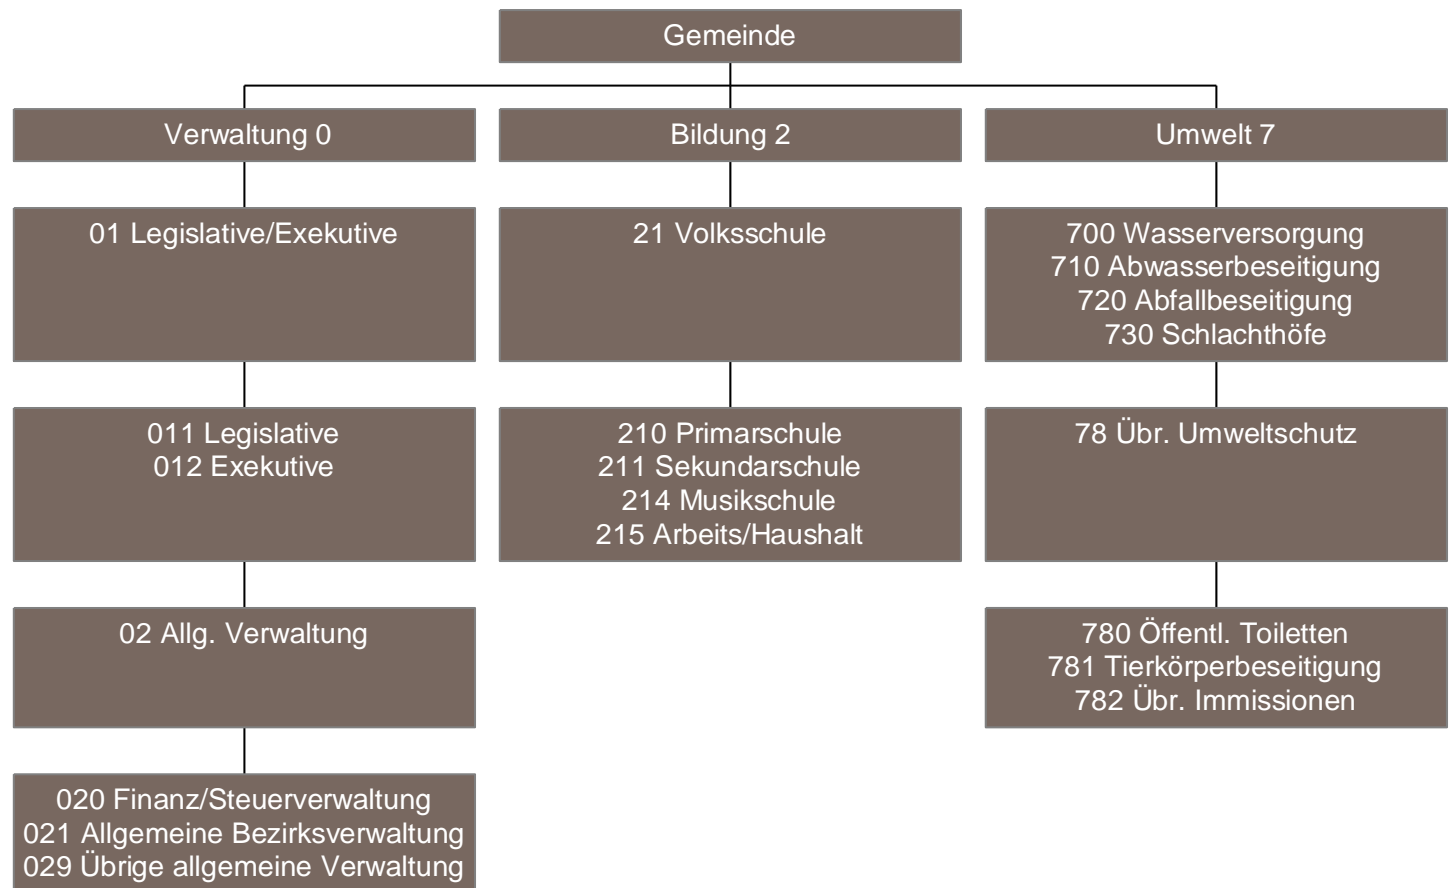 Gemeinde
Verwaltung 0
Bildung 2
Umwelt 7
01 Legislative/Exekutive
21 Volksschule
700 Wasserversorgung
710 Abwasserbeseitigung
720 Abfallbeseitigung
730 Schlachthöfe
011 Legislative
012 Exekutive
210 Primarschule
211 Sekundarschule
214 Musikschule
215 Arbeits/Haushalt
78 Übr. Umweltschutz
02 Allg. Verwaltung
780 Öffentl. Toiletten
781 Tierkörperbeseitigung
782 Übr. Immissionen
020 Finanz/Steuerverwaltung
021 Allgemeine Bezirksverwaltung
029 Übrige allgemeine Verwaltung